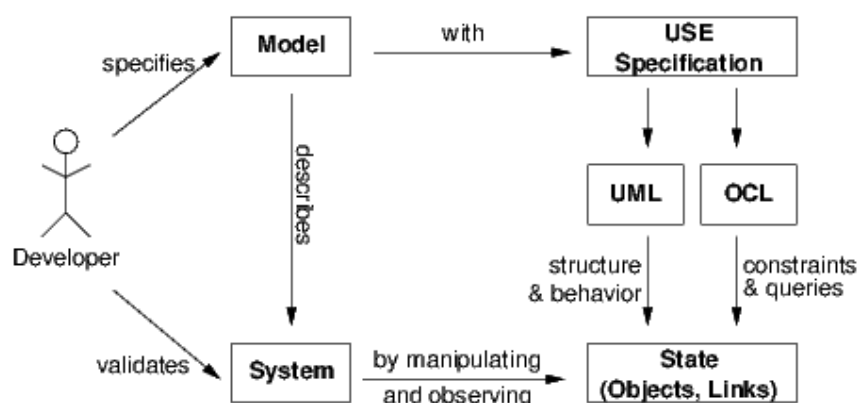 Model
with
USE
Specification
specifies
describes
UML
OCL
Developer
structure
& behavior
constraints
& queries
validates
System
by manipulating
and observing
State
(Objects, Links)